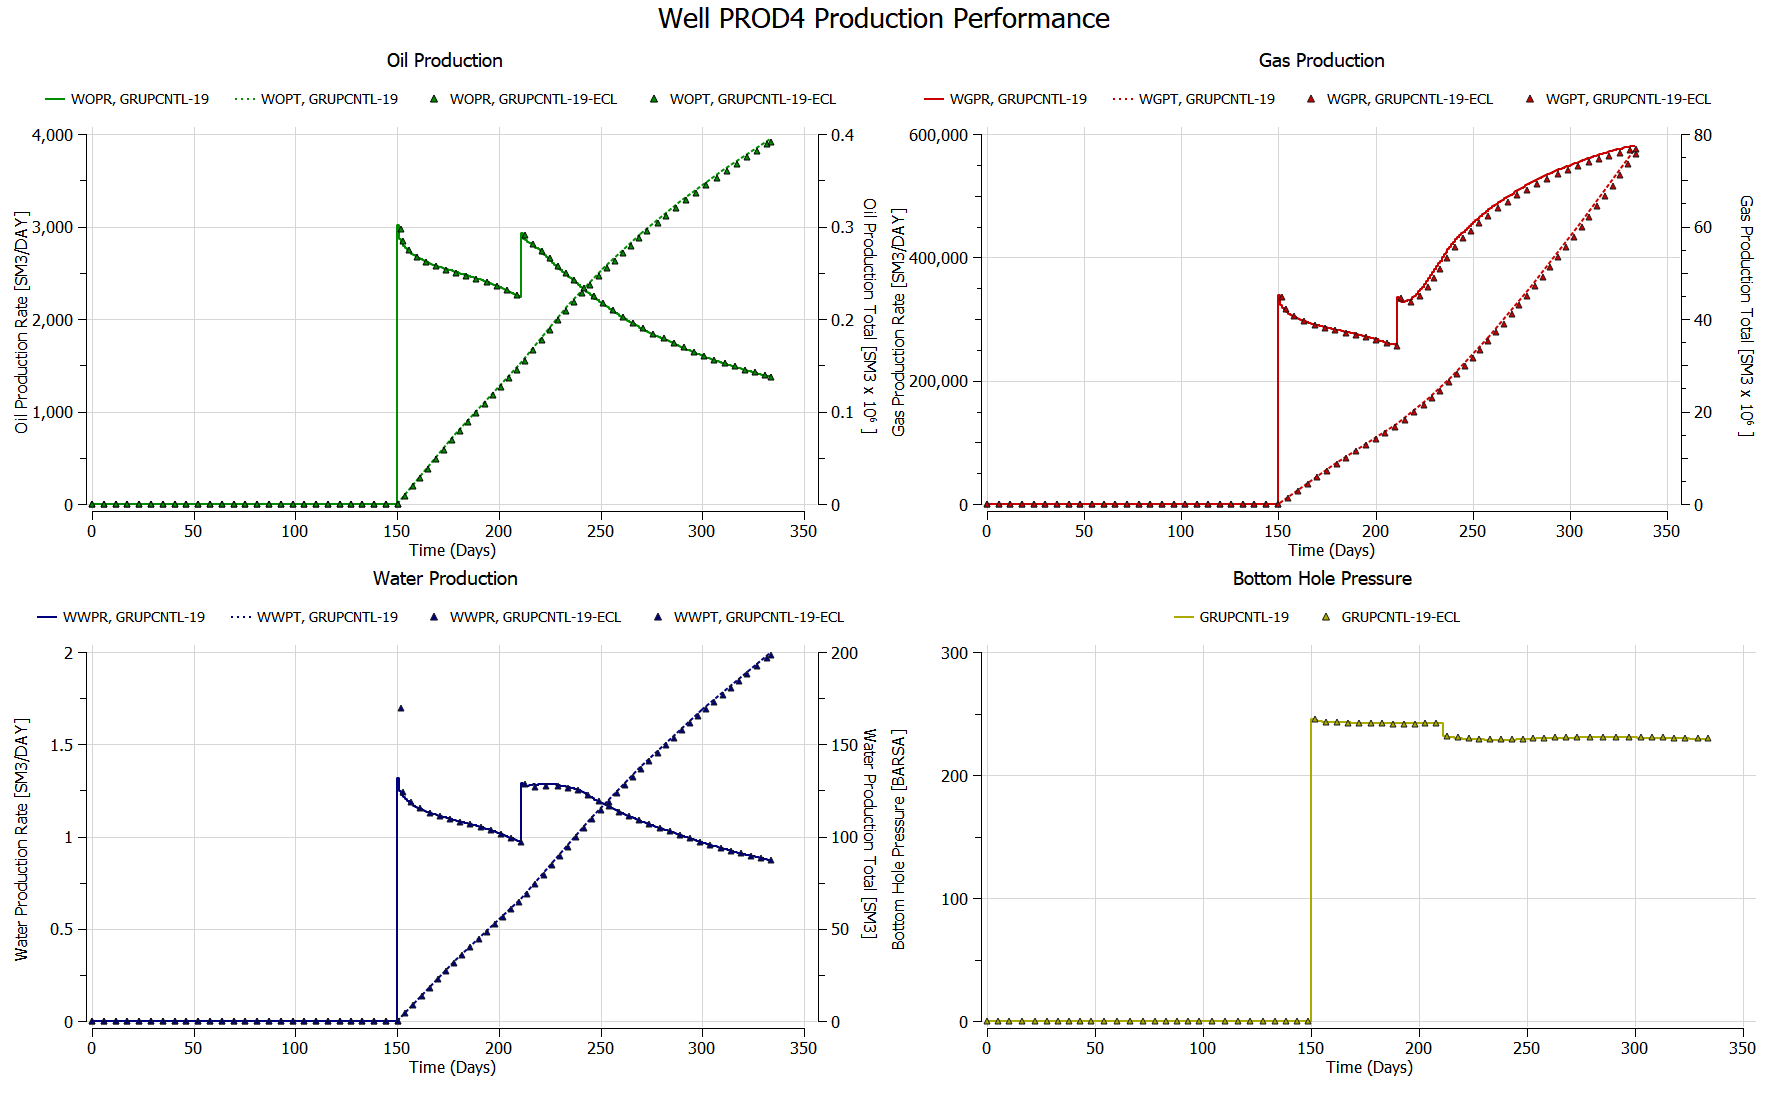 Well PROD4 Production Performance
Oil Production
WOPR, GRUPCNTL-19 WOPT, GRUPCNTL-19 WOPR, GRUPCNTL-19-ECL WOPT, GRUPCNTL-19-ECL
Oil Production Rate [SM3/DAY]
4,000
3,000
2,000
1,000
0
0.4
0.3
0.2
0.1
0
Oil Production Total [SM3 x 10⁶ ]
0 50 100 150 200 250 300 350
Time (Days)
Gas Production
WGPR, GRUPCNTL-19 WGPT, GRUPCNTL-19 WGPR, GRUPCNTL-19-ECL WGPT, GRUPCNTL-19-ECL
Gas Production Rate [SM3/DAY]
600,000
400,000
200,000
0
80
60
40
20
0
Gas Production Total [SM3 x 10⁶ ]
0 50 100 150 200 250 300 350
Time (Days)
Water Production
WWPR, GRUPCNTL-19 WWPT, GRUPCNTL-19 WWPR, GRUPCNTL-19-ECL WWPT, GRUPCNTL-19-ECL
Water Production Rate [SM3/DAY]
2
1.5
1
0.5
0
200
150
100
50
0
Water Production Total [SM3]
0 50 100 150 200 250 300 350
Time (Days)
Bottom Hole Pressure
GRUPCNTL-19 GRUPCNTL-19-ECL
Bottom Hole Pressure [BARSA]
300
200
100
0
0 50 100 150 200 250 300 350
Time (Days)